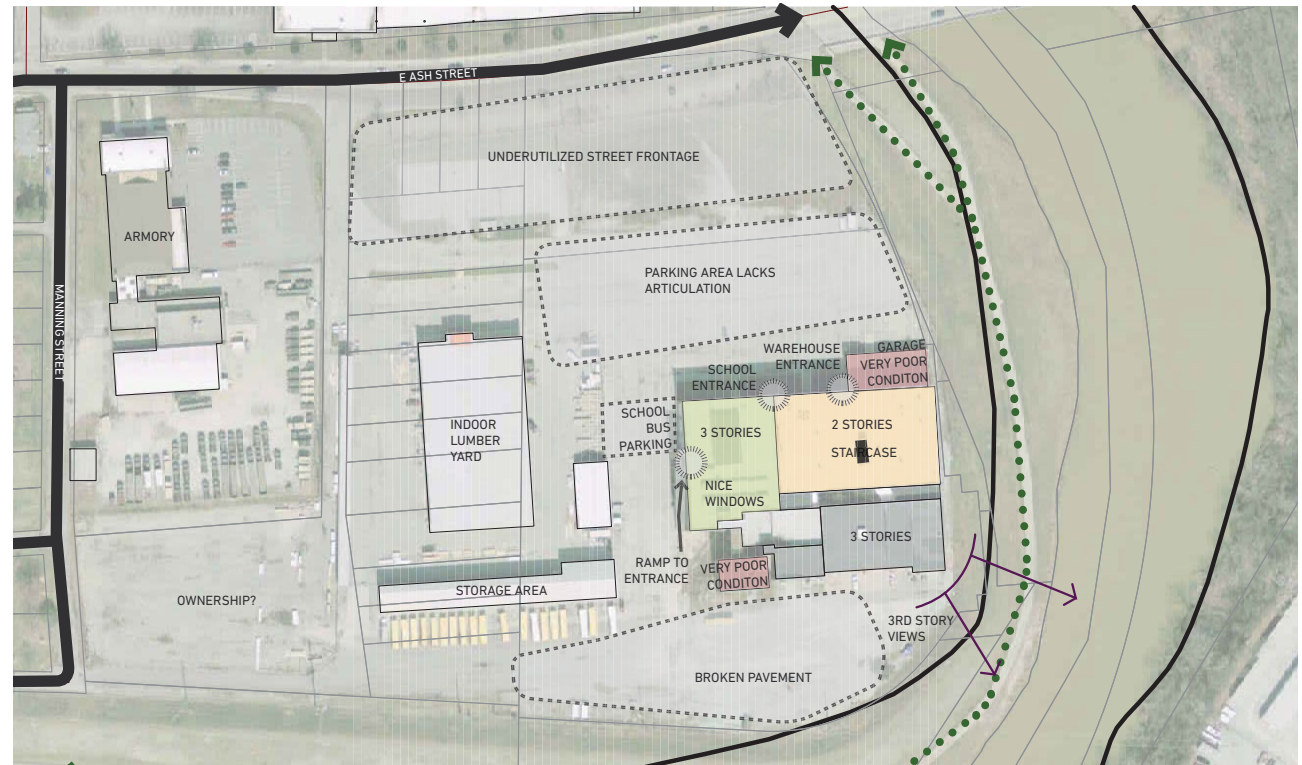 E ASH STREET
UNDERUTILIZED STREET FRONTAGE
ARMORY
MANNING STREET
PARKING AREA LACKS
ARTICULATION
WAREHOUSE
ENTRANCE
GARAGE
VERY POOR
CONDITON
SCHOOL
ENTRANCE
SCHOOL
BUS
PARKING
3 STORIES
2 STORIES
STAIRCASE
INDOOR
LUMBER
YARD
NICE
WINDOWS
3 STORIES
RAMP TO
ENTRANCE
VERY POOR
CONDITON
STORAGE AREA
OWNERSHIP?
3RD STORY
VIEWS
BROKEN PAVEMENT